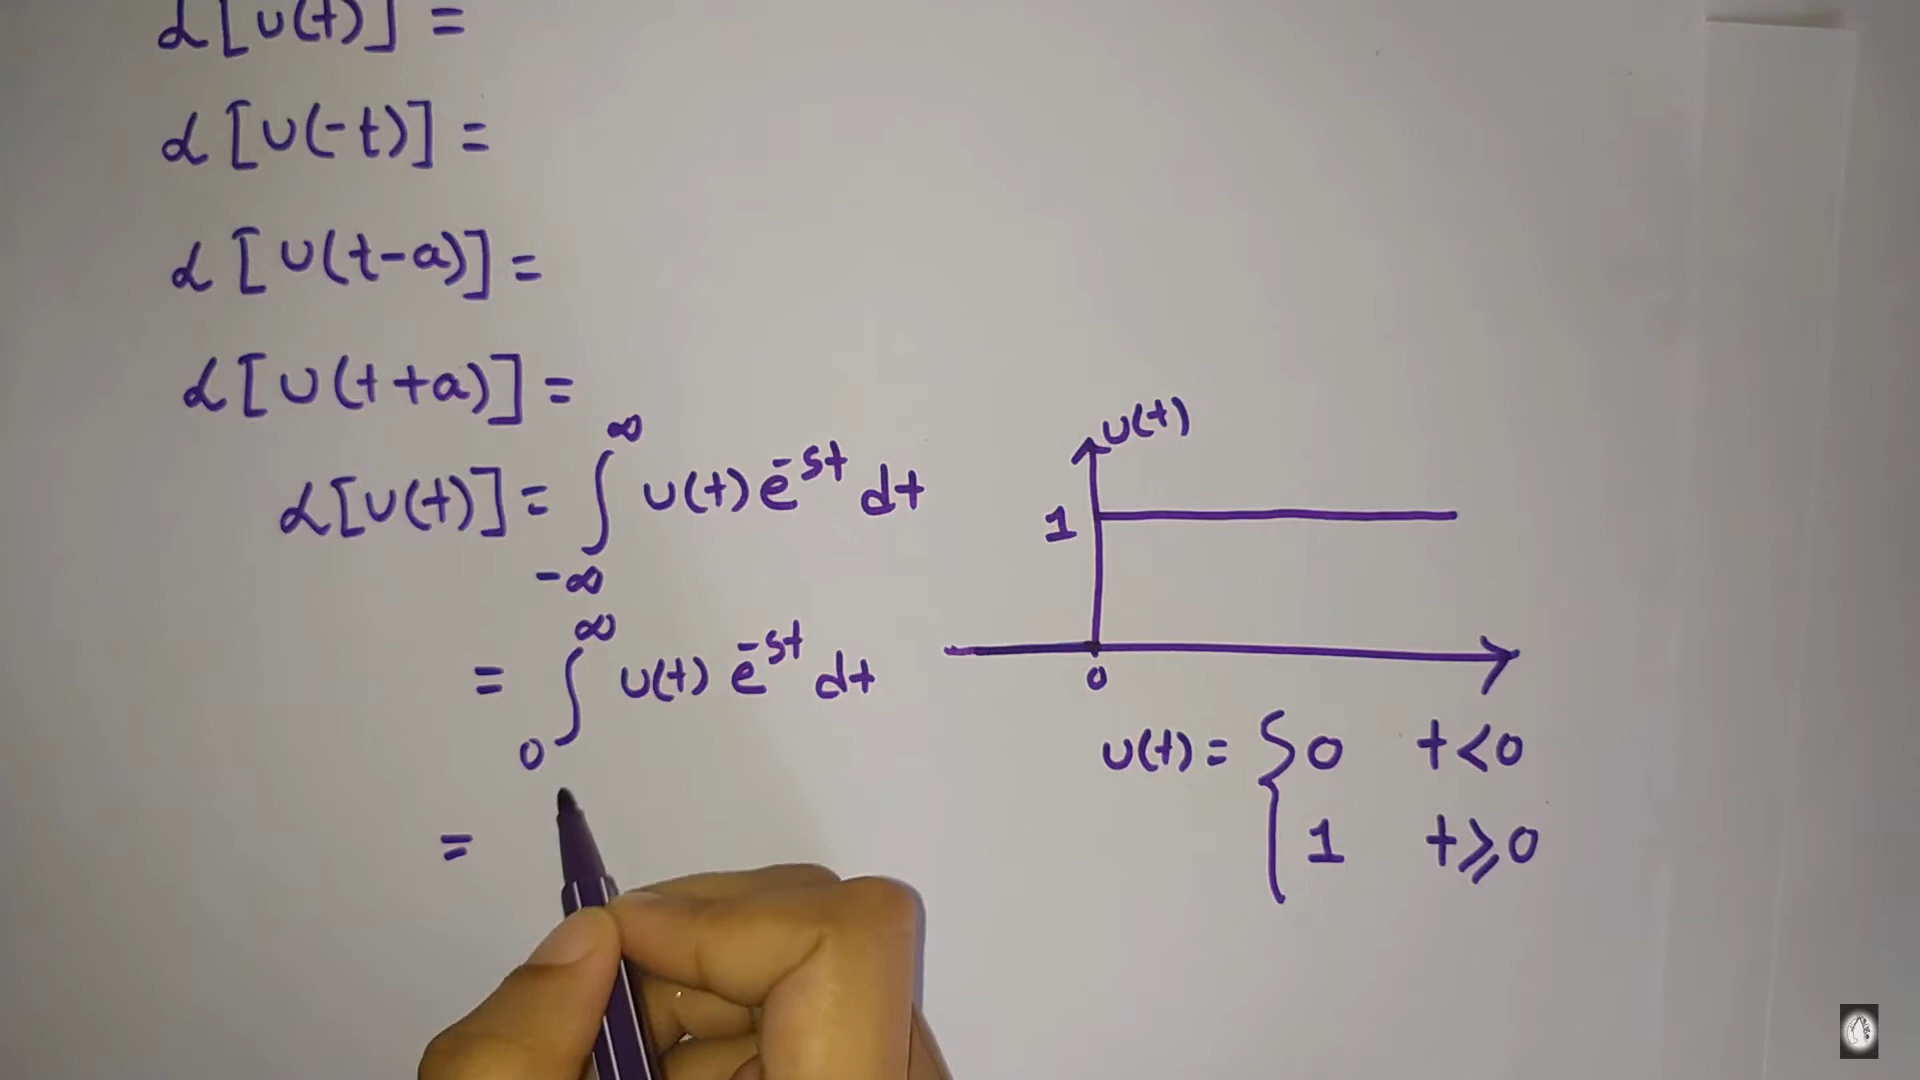 ℒ[u(t)] =
ℒ[u(-t)] =
ℒ[u(t-a)] =
ℒ[u(t+a)] =
ℒ[u(t)] = ∫_{-∞}^{∞} u(t) e^{-st} dt
= ∫_{0}^{∞} u(t) e^{-st} dt
=
u(t)
1
0
u(t) = { 0 t<0
1 t⩾0